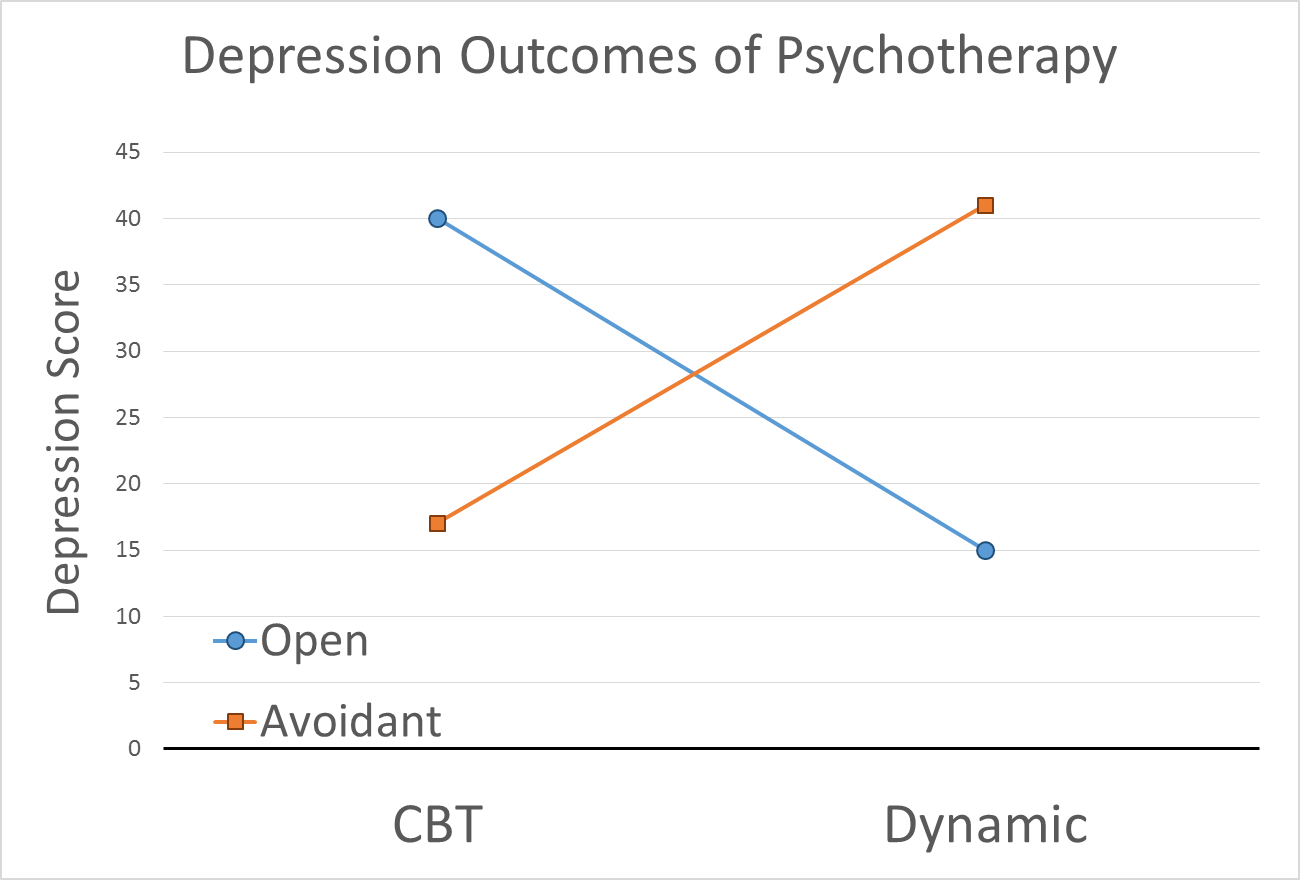 Depression Outcomes of Psychotherapy
Depression Score
45
40
35
30
25
20
15
10
5
0
Open
Avoidant
CBT
Dynamic